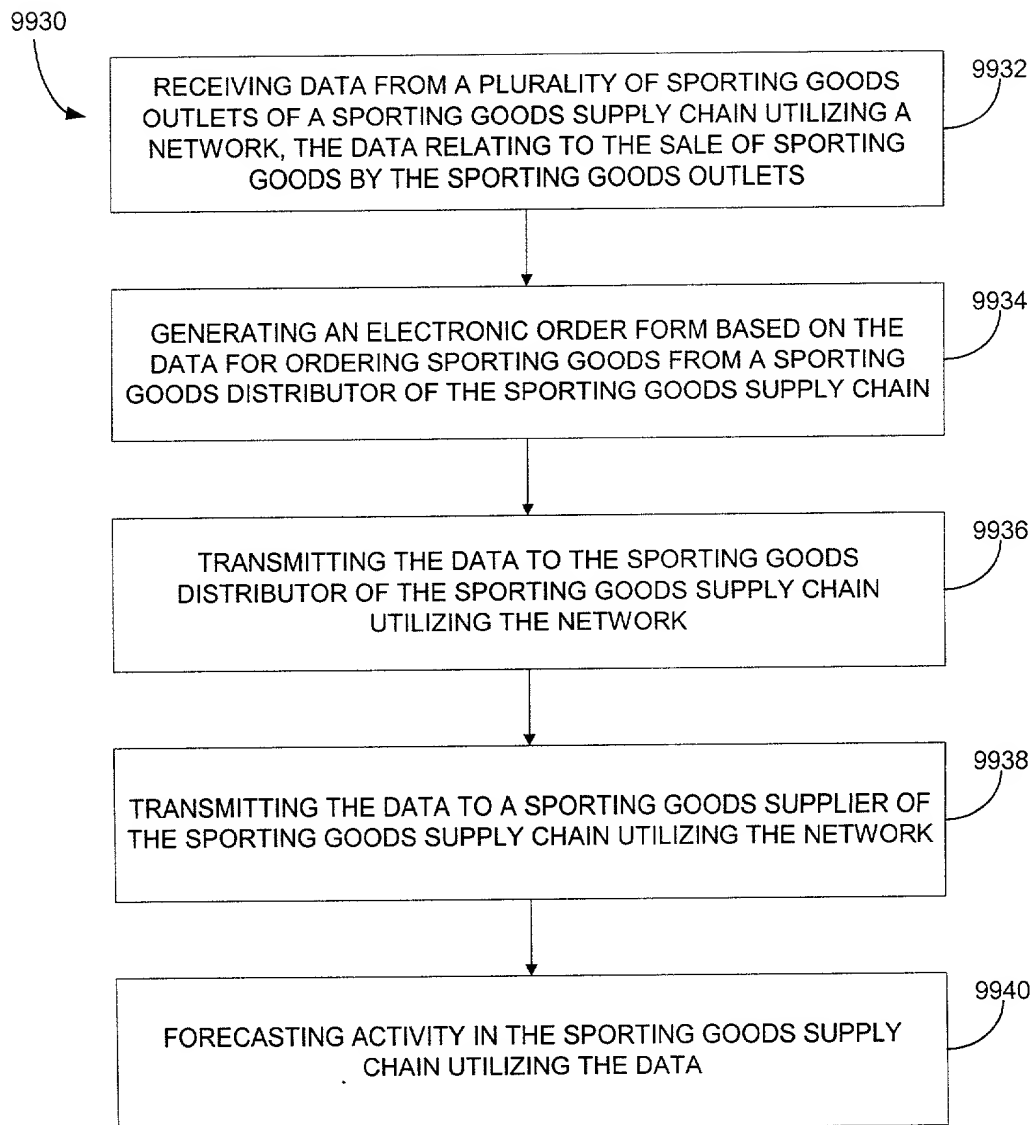 9930
9932
RECEIVING DATA FROM A PLURALITY OF SPORTING GOODS
OUTLETS OF A SPORTING GOODS SUPPLY CHAIN UTILIZING A
NETWORK, THE DATA RELATING TO THE SALE OF SPORTING
GOODS BY THE SPORTING GOODS OUTLETS
9934
GENERATING AN ELECTRONIC ORDER FORM BASED ON THE
DATA FOR ORDERING SPORTING GOODS FROM A SPORTING
GOODS DISTRIBUTOR OF THE SPORTING GOODS SUPPLY CHAIN
9936
TRANSMITTING THE DATA TO THE SPORTING GOODS
DISTRIBUTOR OF THE SPORTING GOODS SUPPLY CHAIN
UTILIZING THE NETWORK
9938
TRANSMITTING THE DATA TO A SPORTING GOODS SUPPLIER OF
THE SPORTING GOODS SUPPLY CHAIN UTILIZING THE NETWORK
9940
FORECASTING ACTIVITY IN THE SPORTING GOODS SUPPLY
CHAIN UTILIZING THE DATA